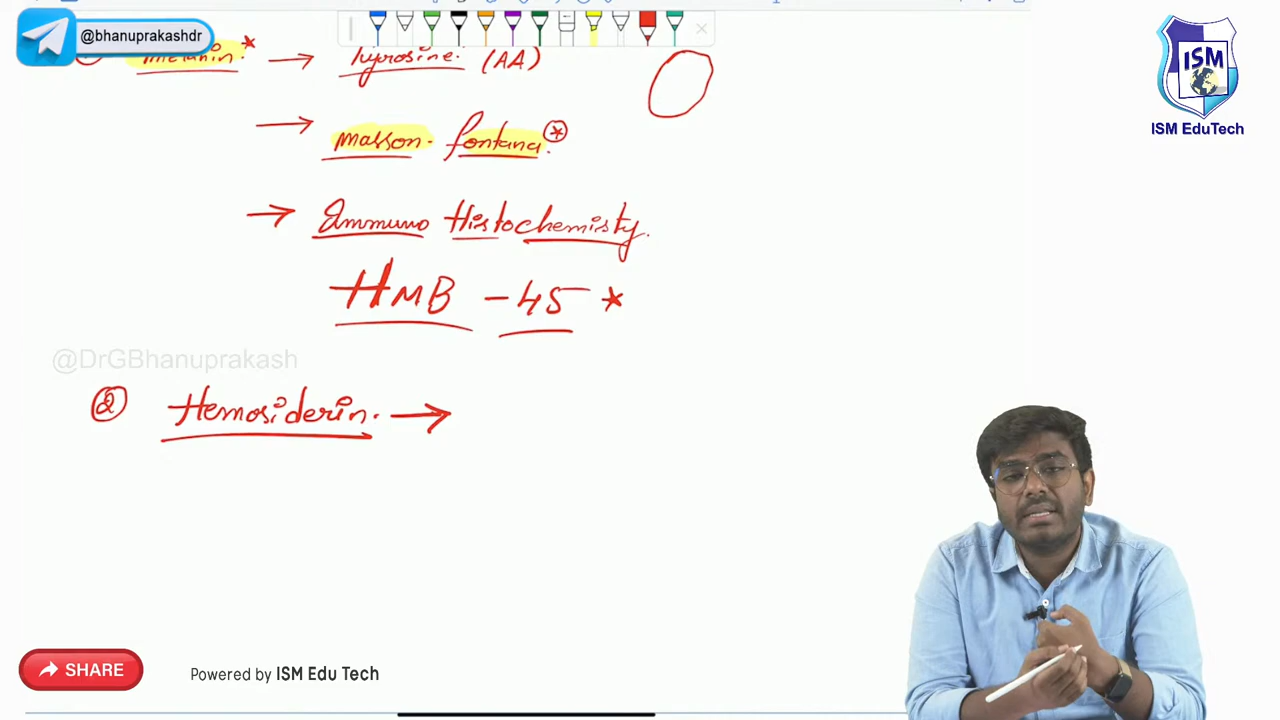 @bhanuprakashdr
melanin.* → tyrosine. (AA)
→ masson. fontana *.
→ Immuno Histochemisty.
HMB - 45 *
@DrGBhanuprakash
② Hemosiderin. →
ISM
ISM EduTech
SHARE
Powered by ISM Edu Tech